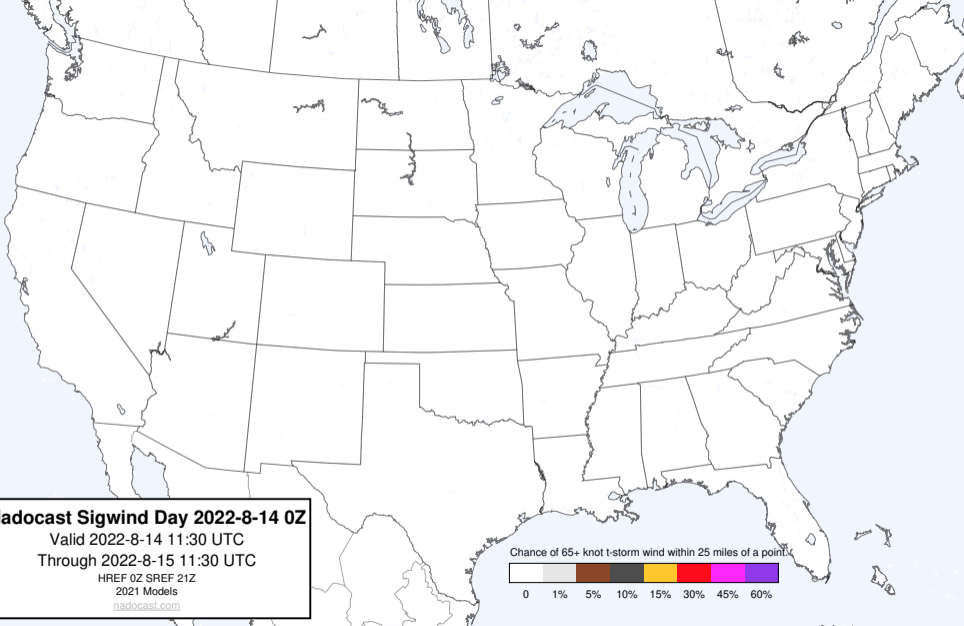 adocast Sigwind Day 2022-8-14 0Z
Valid 2022-8-14 11:30 UTC
Through 2022-8-15 11:30 UTC
HREF 0Z SREF 21Z
2021 Models
nadocast.com
Chance of 65+ knot t-storm wind within 25 miles of a point.
0 1% 5% 10% 15% 30% 45% 60%